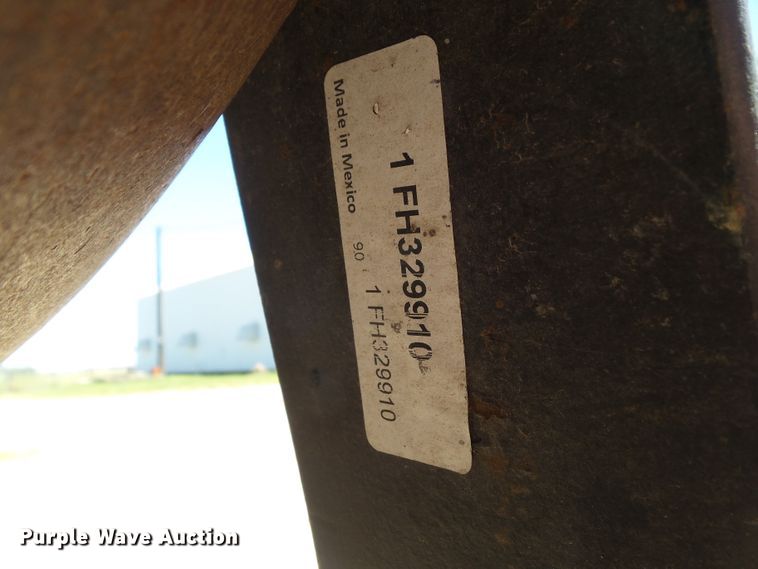 1 FH329910
Made in Mexico 90 1 FH329910
Purple Wave Auction